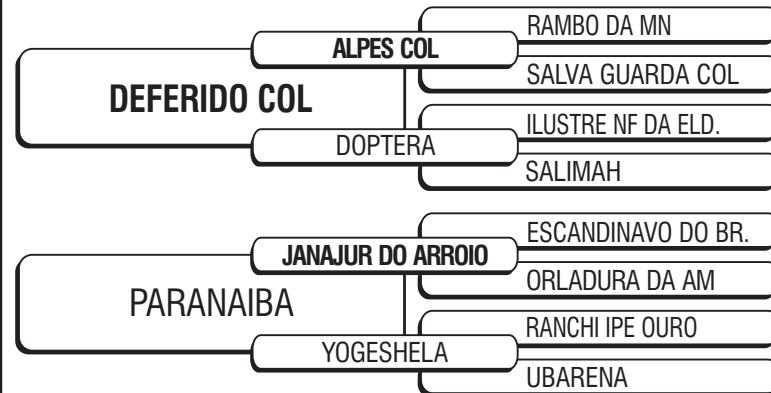 RAMBO DA MN
ALPES COL
SALVA GUARDA COL
DEFERIDO COL
ILUSTRE NF DA ELD.
DOPTERA
SALIMAH
ESCANDINAVO DO BR.
JANAJUR DO ARROIO
ORLADURA DA AM
PARANAIBA
RANCHI IPE OURO
YOGESHELA
UBARENA